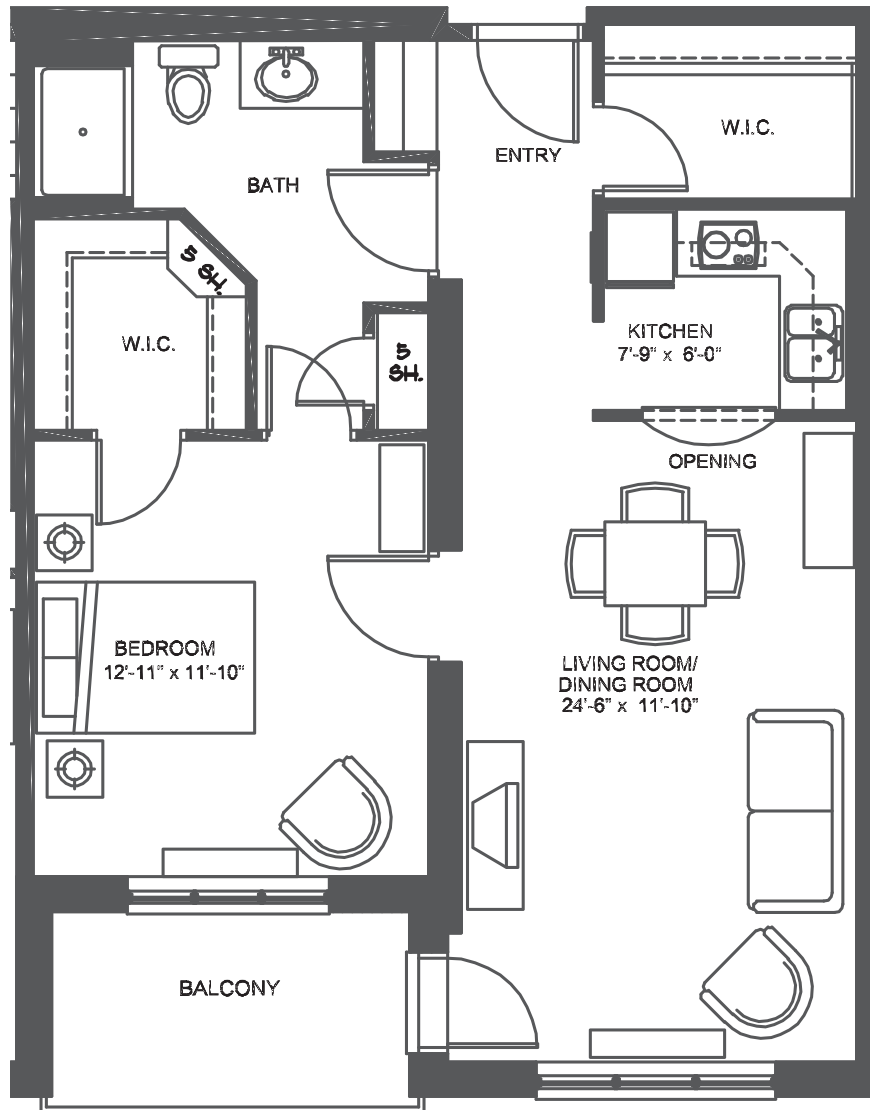 ENTRY
W.I.C.
BATH
5 SH.
W.I.C.
5
SH.
KITCHEN
7'-9" x 6'-0"
OPENING
BEDROOM
12'-11" x 11'-10"
LIVING ROOM/
DINING ROOM
24'-6" x 11'-10"
BALCONY